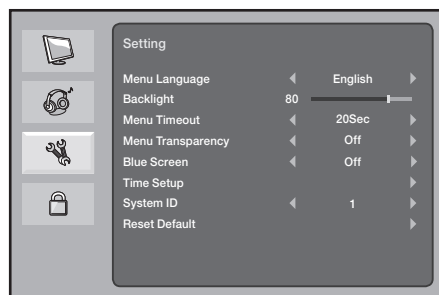 Setting
Menu Language English
Backlight 80
Menu Timeout 20Sec
Menu Transparency Off
Blue Screen Off
Time Setup
System ID 1
Reset Default